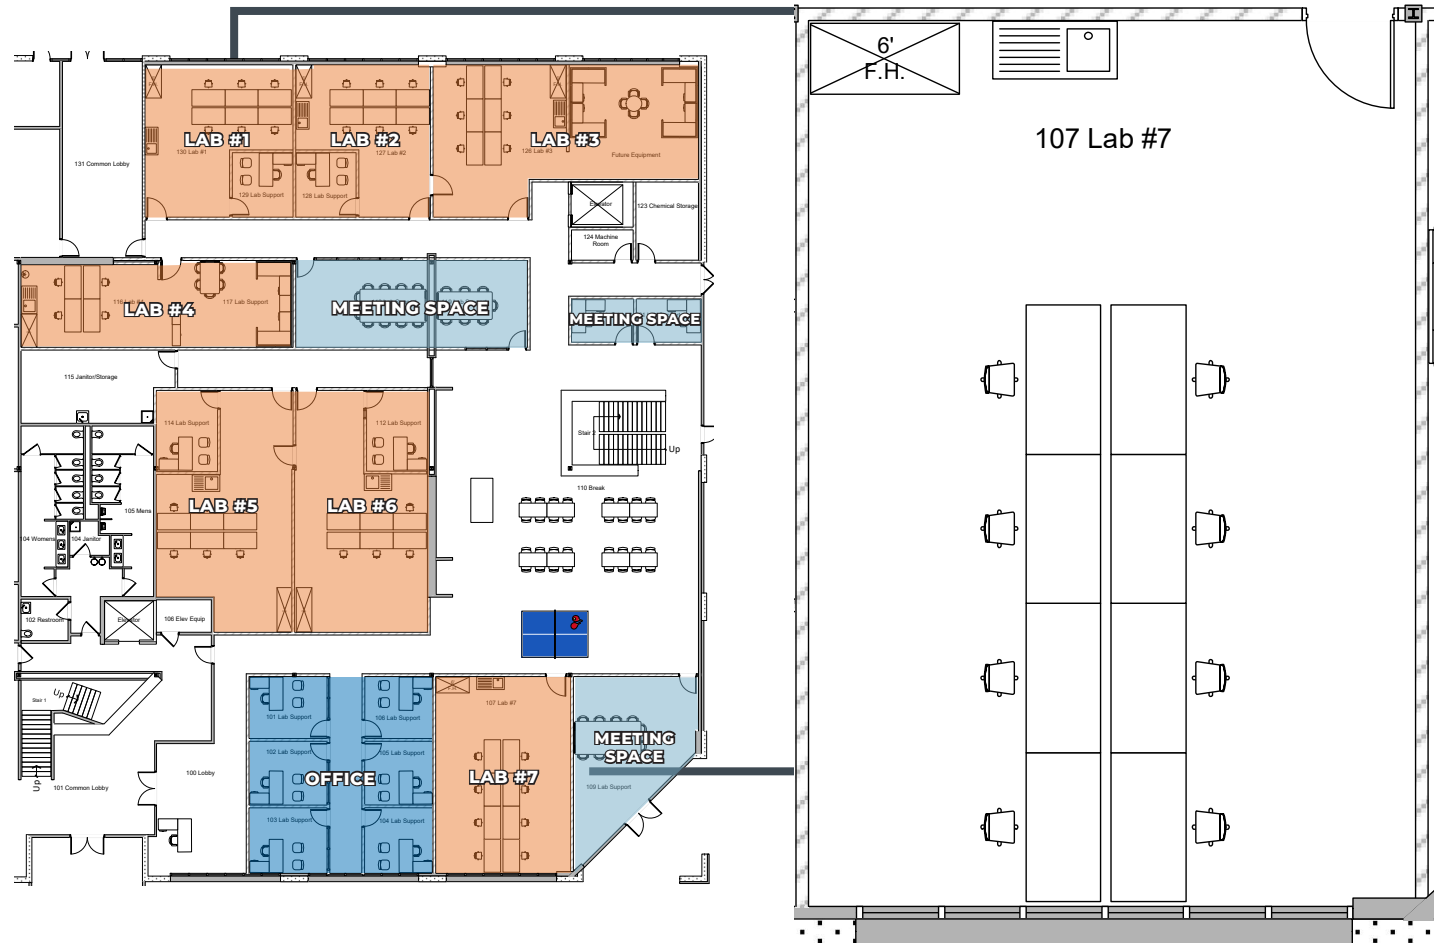 Y
131 Common Lobby
LAB #1
130 Lab #1
129 Lab Support
LAB #2
127 Lab #2
128 Lab Support
LAB #3
126 Lab #3
Future Equipment
Elevator
123 Chemical Storage
124 Machine
Room
LAB #4
117 Lab Support
MEETING SPACE
MEETING SPACE
115 Janitor/Storage
114 Lab Support
112 Lab Support
LAB #5
LAB #6
Stair 2
Up
110 Break
105 Mens
104 Womens
104 Janitor
102 Restroom
Elevator
106 Elev Equip
Stair 1
Up
Up
101 Common Lobby
100 Lobby
101 Lab Support
106 Lab Support
102 Lab Support
105 Lab Support
OFFICE
103 Lab Support
104 Lab Support
6'
F.H.
107 Lab #7
LAB #7
MEETING
SPACE
109 Lab Support
6'
F.H.
107 Lab #7